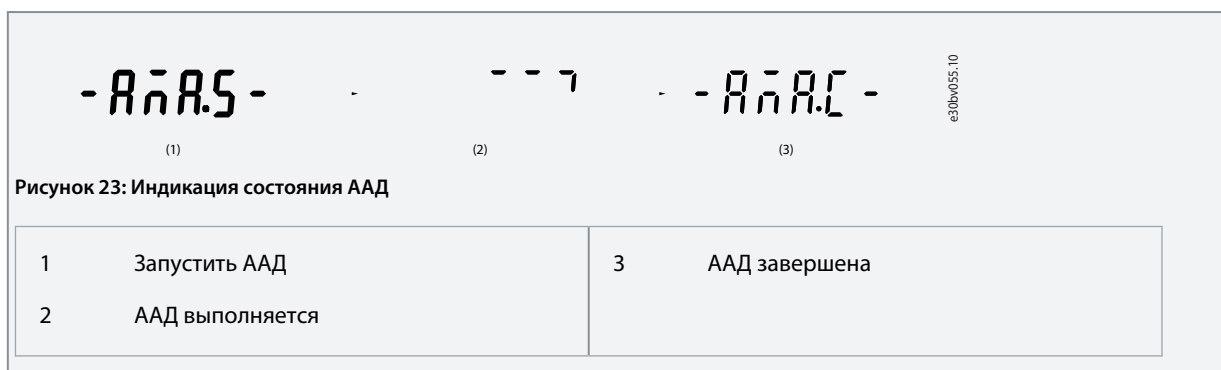 -AMA.S- - - - -AMA.C-
e30bv055.10
(1) (2) (3)
Рисунок 23: Индикация состояния ААД
1 Запустить ААД 3 ААД завершена
2 ААД выполняется